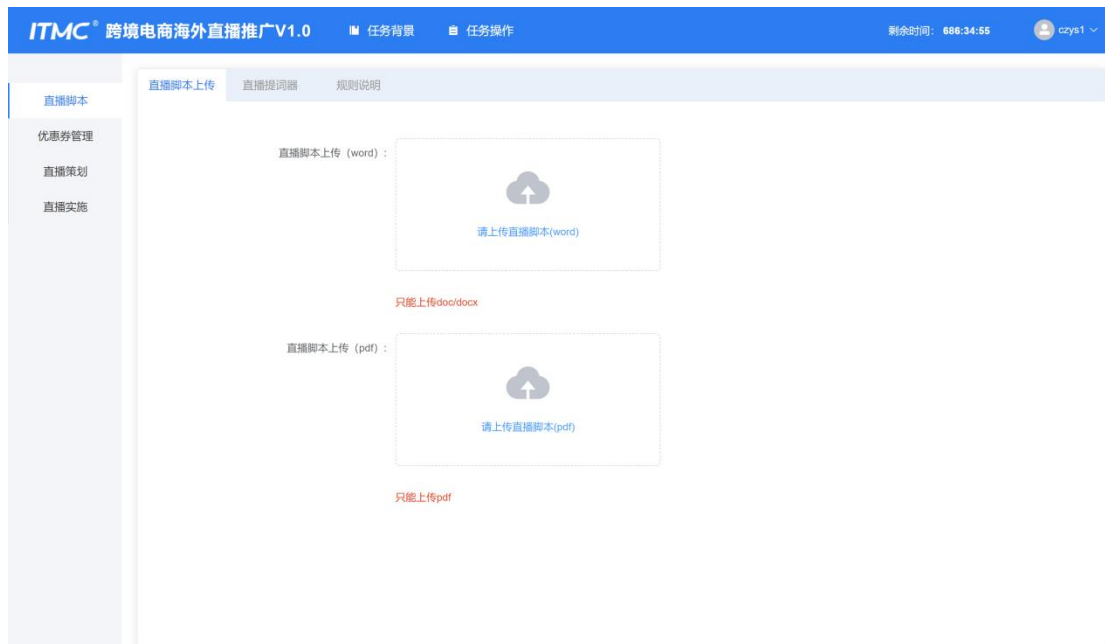 ITMC® 跨境电商海外直播推广V1.0 任务背景 任务操作 剩余时间: 686:34:55 czys1
直播脚本上传 直播提词器 规则说明
直播脚本
优惠券管理
直播策划
直播实施
直播脚本上传（word）:
请上传直播脚本(word)
只能上传doc/docx
直播脚本上传（pdf）:
请上传直播脚本(pdf)
只能上传pdf